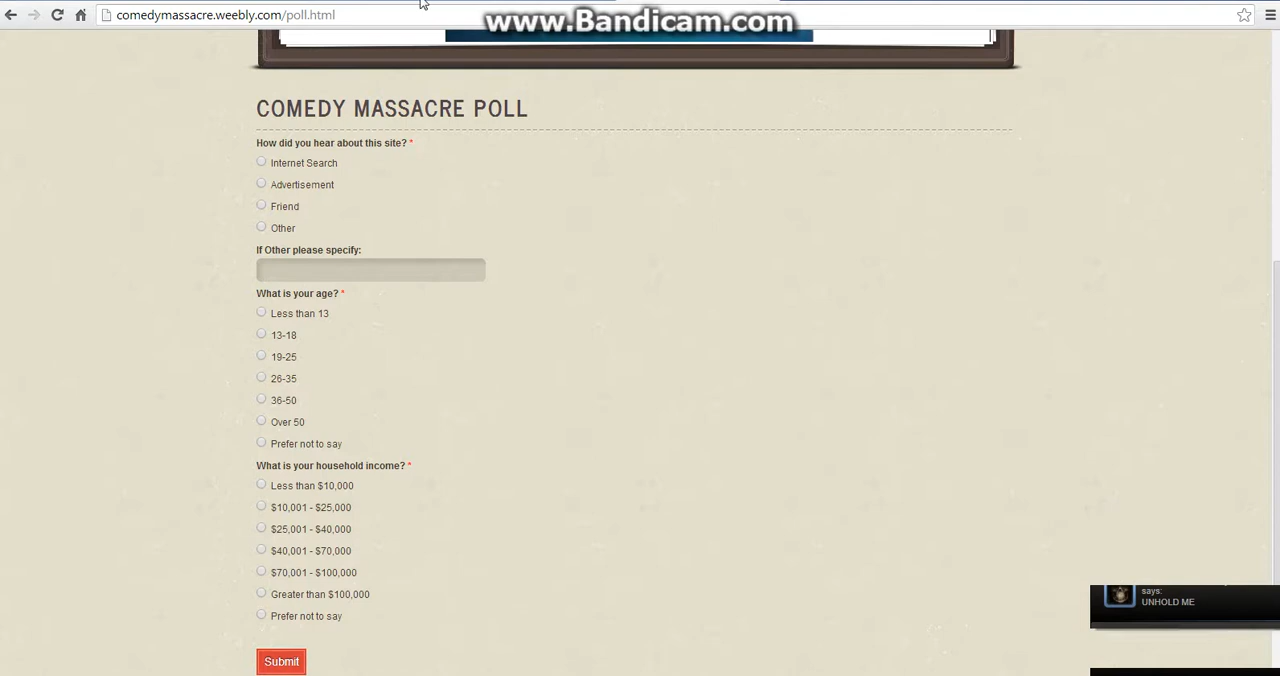 comedymassacre.weebly.com/poll.html
www.Bandicam.com
COMEDY MASSACRE POLL
How did you hear about this site? *
Internet Search
Advertisement
Friend
Other
If Other please specify:
What is your age? *
Less than 13
13-18
19-25
26-35
36-50
Over 50
Prefer not to say
What is your household income? *
Less than $10,000
$10,001 - $25,000
$25,001 - $40,000
$40,001 - $70,000
$70,001 - $100,000
Greater than $100,000
Prefer not to say
says:
UNHOLD ME
Submit